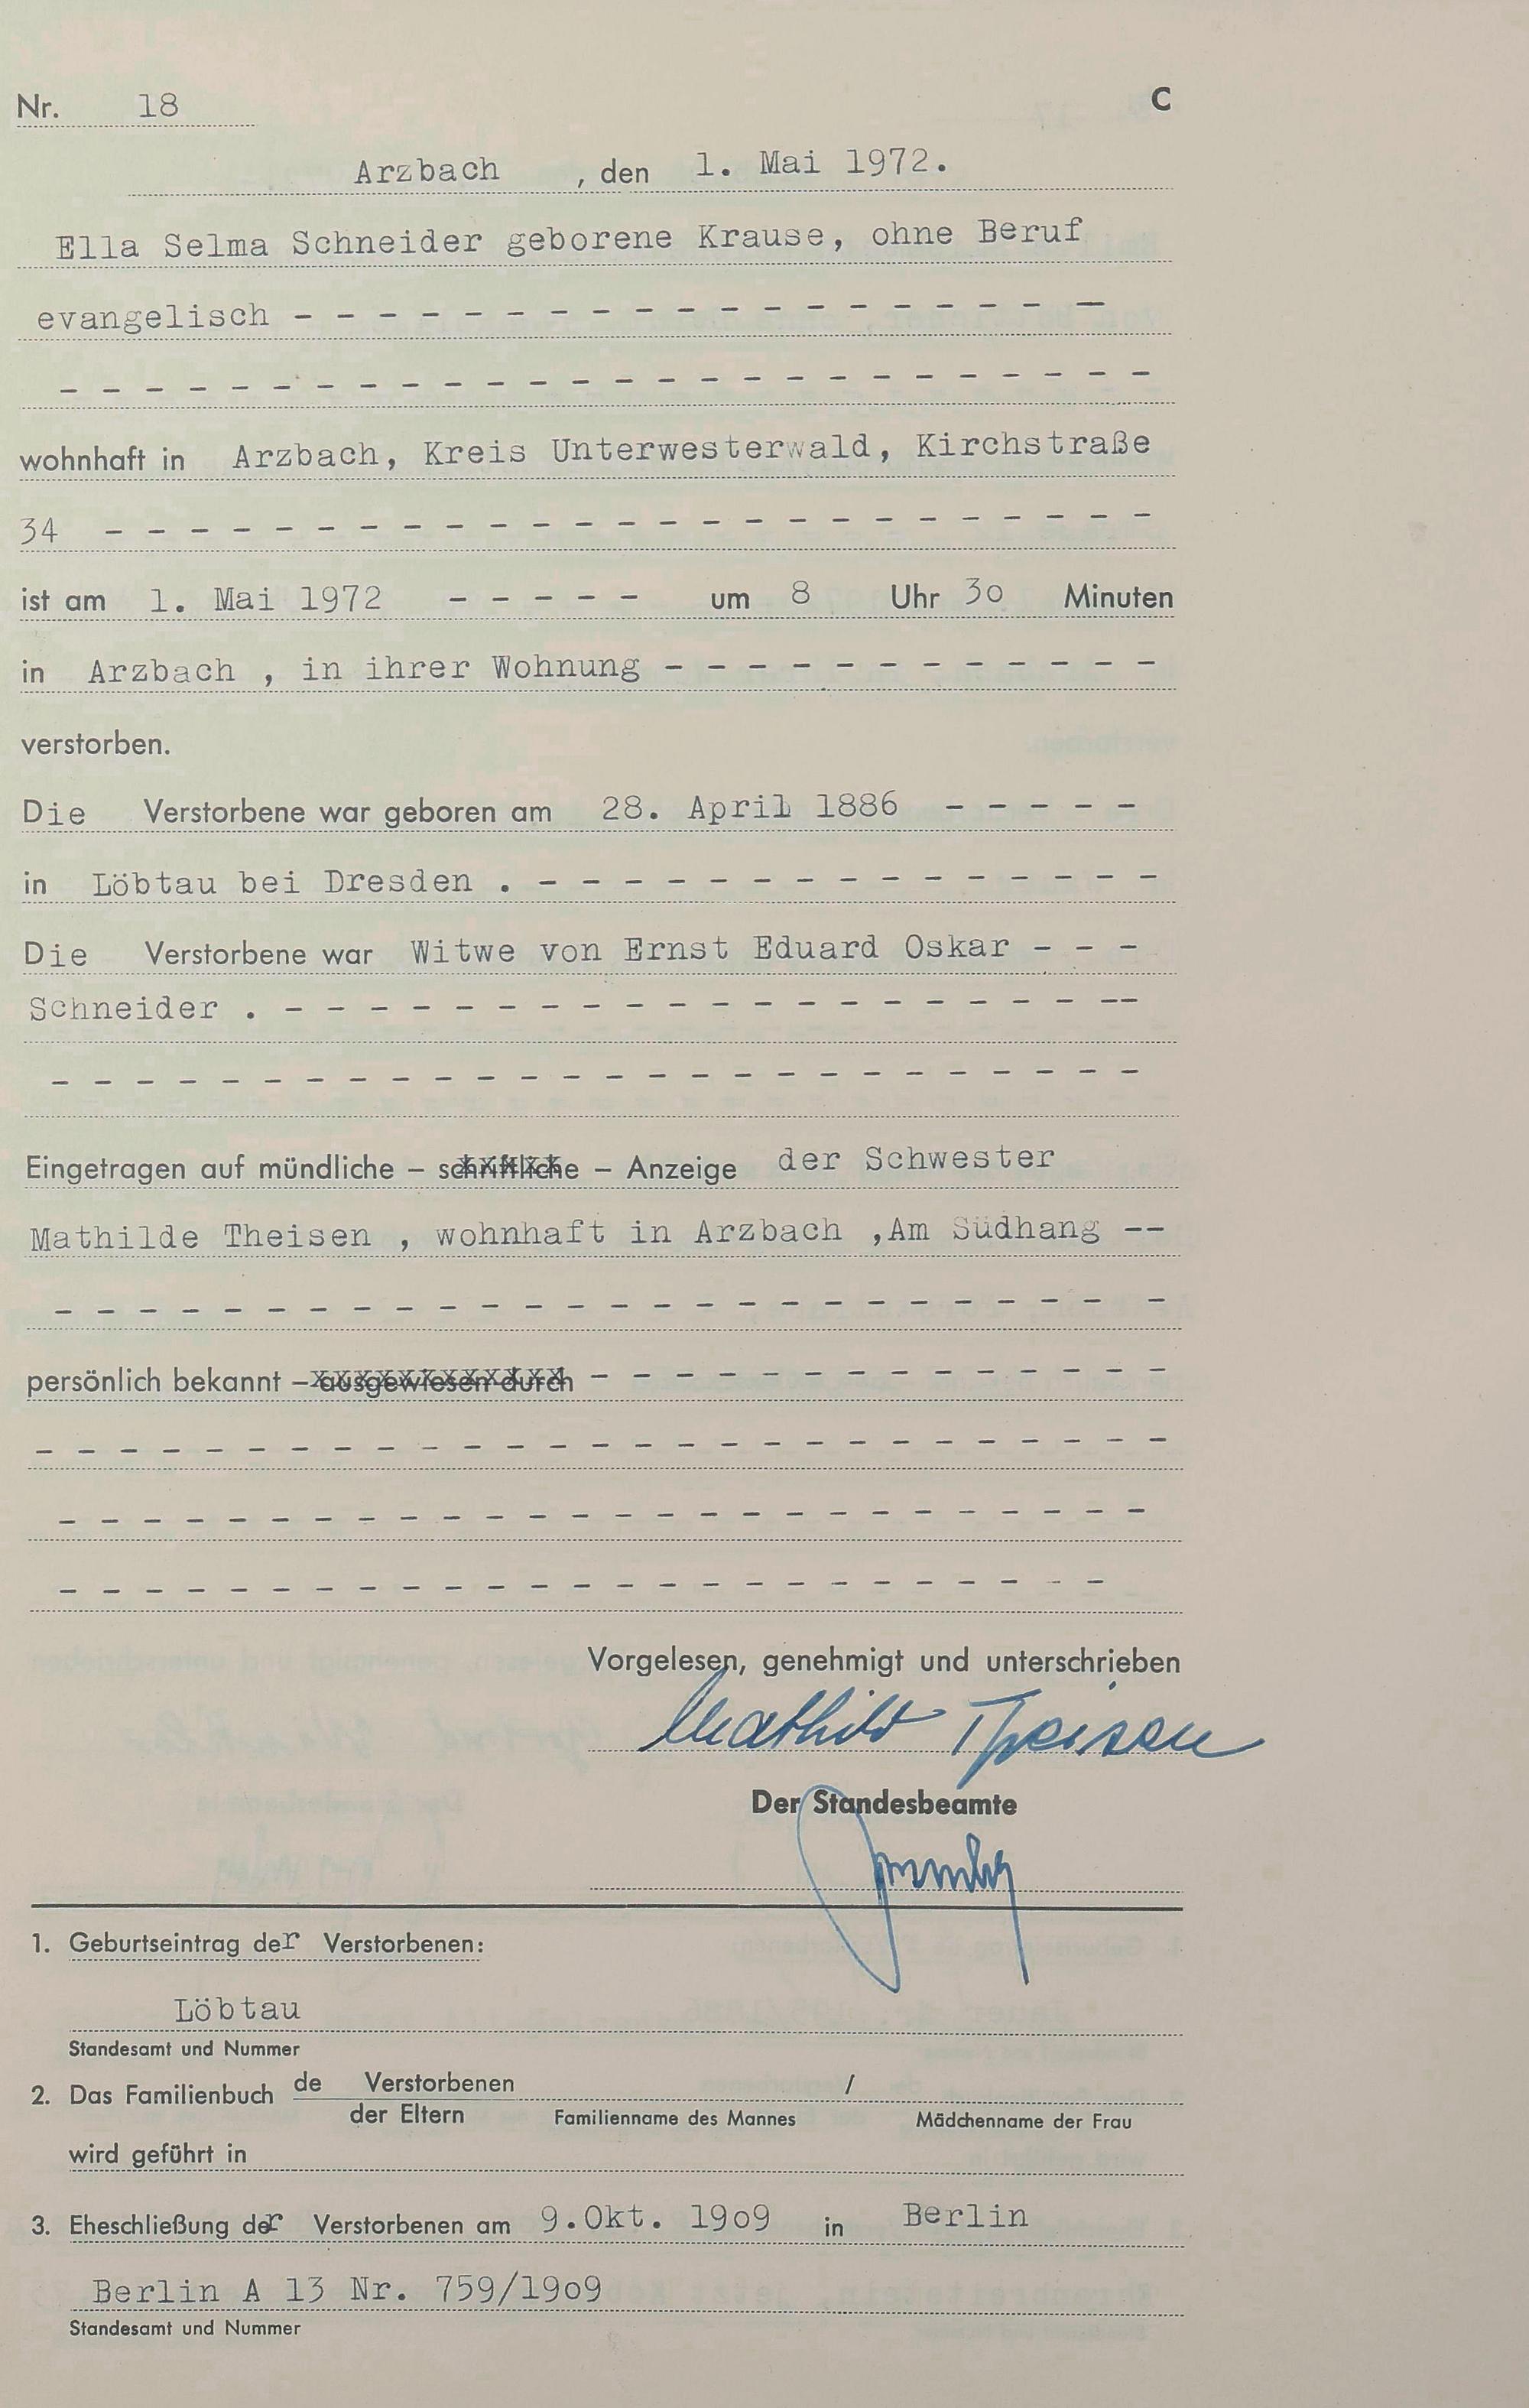 Nr. 18 C
Arzbach , den 1. Mai 1972.
Ella Selma Schneider geborene Krause, ohne Beruf
evangelisch - - - - - - - - - - - - - - - - - - -
- - - - - - - - - - - - - - - - - - - - - - - - - -
wohnhaft in Arzbach, Kreis Unterwesterwald, Kirchstraße
34 - - - - - - - - - - - - - - - - - - - - - - - - -
ist am 1. Mai 1972 - - - - - um 8 Uhr 30 Minuten
in Arzbach , in ihrer Wohnung - - - - - - - - - - - -
verstorben.
Die Verstorbene war geboren am 28. April 1886 - - - - -
in Löbtau bei Dresden . - - - - - - - - - - - - - - -
Die Verstorbene war Witwe von Ernst Eduard Oskar - - -
Schneider . - - - - - - - - - - - - - - - - - - - --
- - - - - - - - - - - - - - - - - - - - - - - - - -
Eingetragen auf mündliche – schriftliche – Anzeige der Schwester
Mathilde Theisen , wohnhaft in Arzbach ,Am Südhang --
- - - - - - - - - - - - - - - - - - - - - - - - - -
persönlich bekannt – ausgewiesen durch - - - - - - - - - - - - - -
- - - - - - - - - - - - - - - - - - - - - - - - - - -
- - - - - - - - - - - - - - - - - - - - - - - - - -
- - - - - - - - - - - - - - - - - - - - - - - - -
Vorgelesen, genehmigt und unterschrieben
Mathilde Theisen
Der Standesbeamte
1. Geburtseintrag der Verstorbenen:
Löbtau
Standesamt und Nummer
2. Das Familienbuch de Verstorbenen /
der Eltern Familienname des Mannes Mädchenname der Frau
wird geführt in
3. Eheschließung der Verstorbenen am 9.Okt. 1909 in Berlin
Berlin A 13 Nr. 759/1909
Standesamt und Nummer